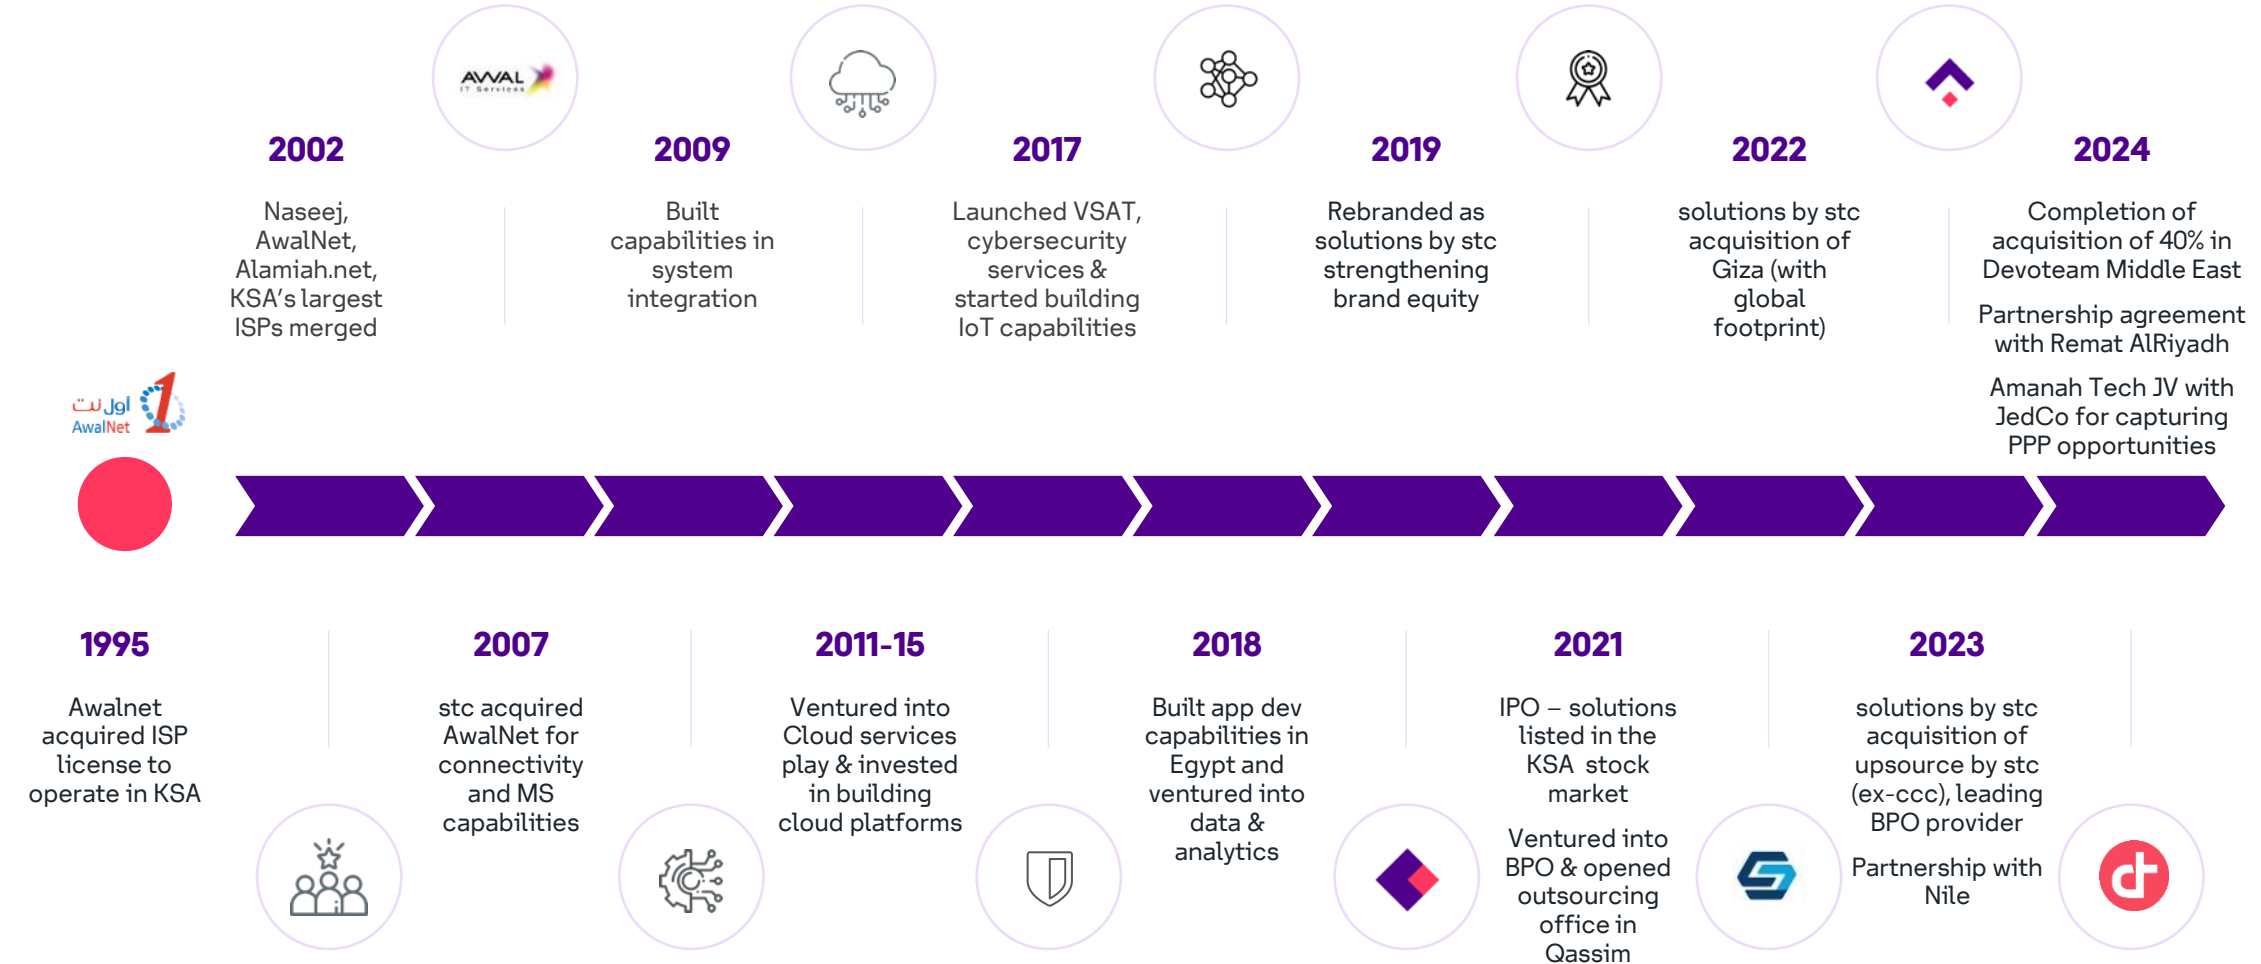 AWAL
IT Services
2002
Naseej,
AwalNet,
Alamiah.net,
KSA's largest
ISPs merged
2009
Built
capabilities in
system
integration
2017
Launched VSAT,
cybersecurity
services &
started building
IoT capabilities
2019
Rebranded as
solutions by stc
strengthening
brand equity
2022
solutions by stc
acquisition of
Giza (with
global
footprint)
2024
Completion of
acquisition of 40% in
Devoteam Middle East
Partnership agreement
with Remat AlRiyadh
Amanah Tech JV with
JedCo for capturing
PPP opportunities
أول نت
AwalNet
1
1995
Awalnet
acquired ISP
license to
operate in KSA
2007
stc acquired
AwalNet for
connectivity
and MS
capabilities
2011-15
Ventured into
Cloud services
play & invested
in building
cloud platforms
2018
Built app dev
capabilities in
Egypt and
ventured into
data &
analytics
2021
IPO – solutions
listed in the
KSA stock
market
Ventured into
BPO & opened
outsourcing
office in
Qassim
2023
solutions by stc
acquisition of
upsource by stc
(ex-ccc), leading
BPO provider
Partnership with
Nile